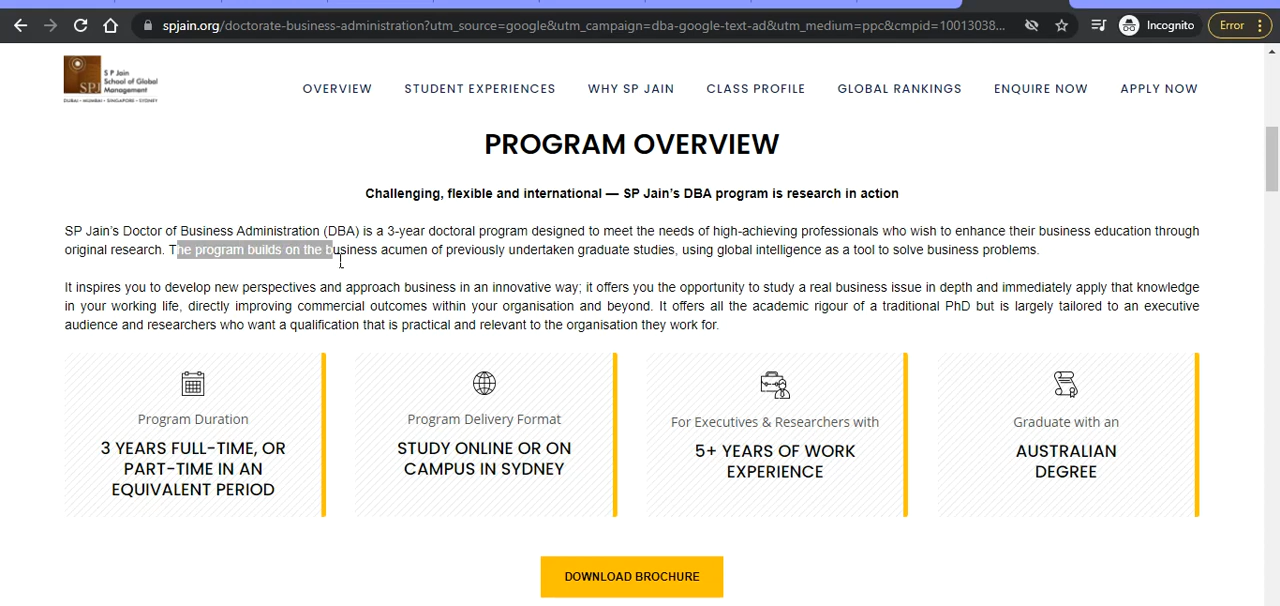 spjain.org/doctorate-business-administration?utm_source=google&utm_campaign=dba-google-text-ad&utm_medium=ppc&cmpid=10013038...
Incognito
Error
SPJ
S P Jain
School of Global
Management
DUBAI • MUMBAI • SINGAPORE • SYDNEY
OVERVIEW
STUDENT EXPERIENCES
WHY SP JAIN
CLASS PROFILE
GLOBAL RANKINGS
ENQUIRE NOW
APPLY NOW
PROGRAM OVERVIEW
Challenging, flexible and international — SP Jain's DBA program is research in action
SP Jain's Doctor of Business Administration (DBA) is a 3-year doctoral program designed to meet the needs of high-achieving professionals who wish to enhance their business education through
original research. The program builds on the business acumen of previously undertaken graduate studies, using global intelligence as a tool to solve business problems.
It inspires you to develop new perspectives and approach business in an innovative way; it offers you the opportunity to study a real business issue in depth and immediately apply that knowledge
in your working life, directly improving commercial outcomes within your organisation and beyond. It offers all the academic rigour of a traditional PhD but is largely tailored to an executive
audience and researchers who want a qualification that is practical and relevant to the organisation they work for.
Program Duration
3 YEARS FULL-TIME, OR
PART-TIME IN AN
EQUIVALENT PERIOD
Program Delivery Format
STUDY ONLINE OR ON
CAMPUS IN SYDNEY
For Executives & Researchers with
5+ YEARS OF WORK
EXPERIENCE
Graduate with an
AUSTRALIAN
DEGREE
DOWNLOAD BROCHURE